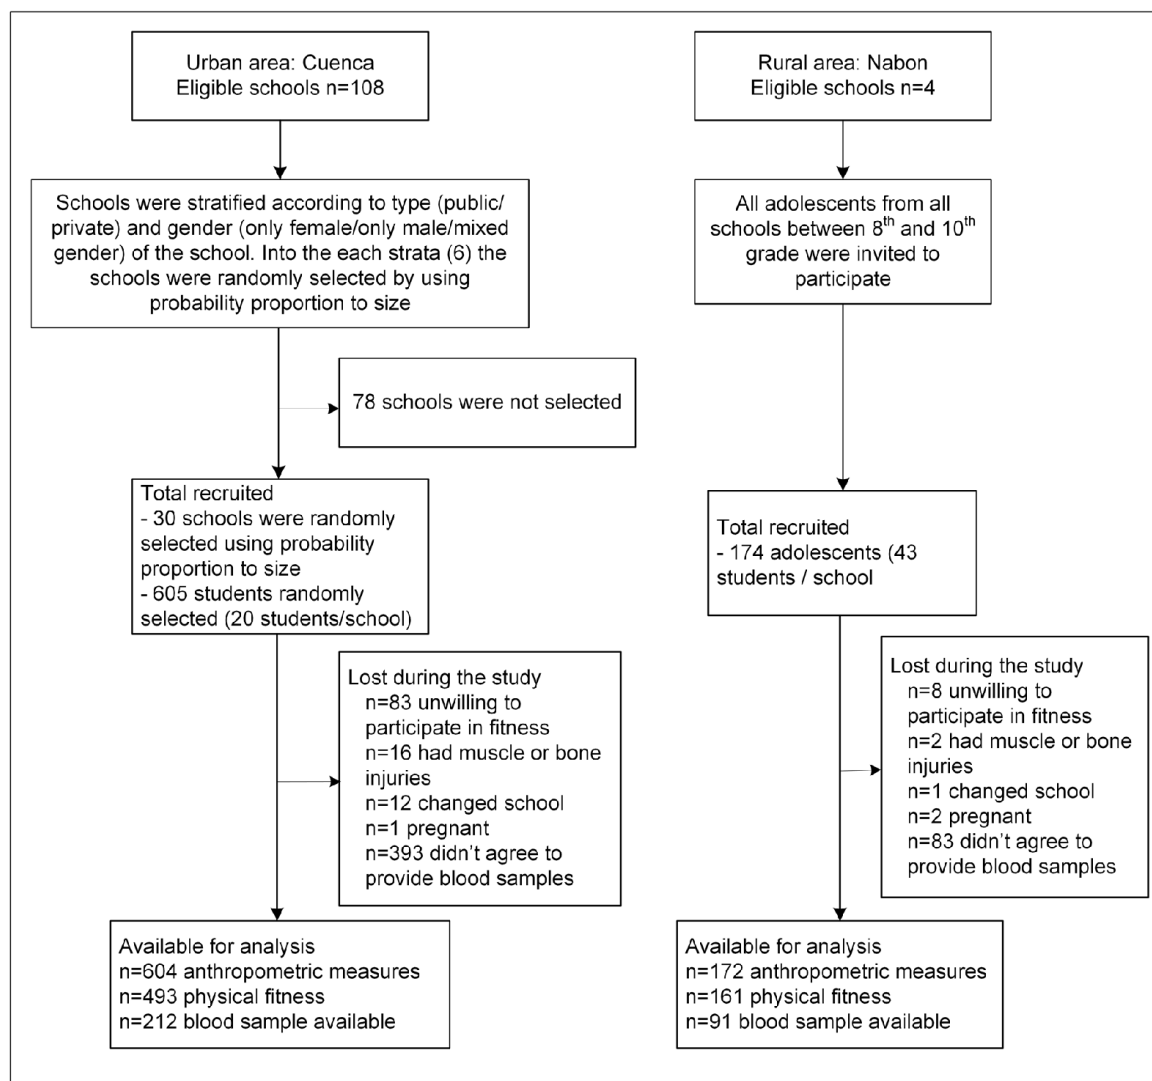 Urban area: Cuenca
Eligible schools n=108
Schools were stratified according to type (public/
private) and gender (only female/only male/mixed
gender) of the school. Into the each strata (6) the
schools were randomly selected by using
probability proportion to size
78 schools were not selected
Total recruited
- 30 schools were randomly
selected using probability
proportion to size
- 605 students randomly
selected (20 students/school)
Lost during the study
n=83 unwilling to
participate in fitness
n=16 had muscle or bone
injuries
n=12 changed school
n=1 pregnant
n=393 didn't agree to
provide blood samples
Available for analysis
n=604 anthropometric measures
n=493 physical fitness
n=212 blood sample available
Rural area: Nabon
Eligible schools n=4
All adolescents from all
schools between 8th and 10th
grade were invited to
participate
Total recruited
- 174 adolescents (43
students / school
Lost during the study
n=8 unwilling to
participate in fitness
n=2 had muscle or bone
injuries
n=1 changed school
n=2 pregnant
n=83 didn't agree to
provide blood samples
Available for analysis
n=172 anthropometric measures
n=161 physical fitness
n=91 blood sample available